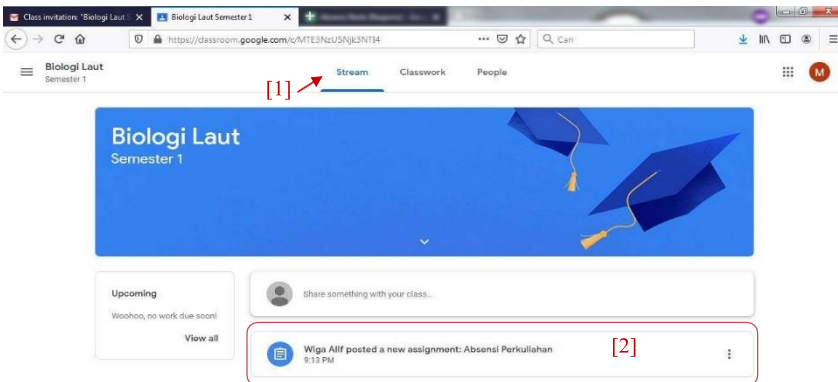 Class invitation: "Biologi Laut S
Biologi Laut Semester 1
https://classroom.google.com/c/MTE3NzU5Njk3NTI4
Cari
Biologi Laut
Semester 1
Stream
Classwork
People
M
[1]
Biologi Laut
Semester 1
Upcoming
Woohoo, no work due soon!
View all
Share something with your class...
Wiga Alif posted a new assignment: Absensi Perkuliahan
9:13 PM
[2]